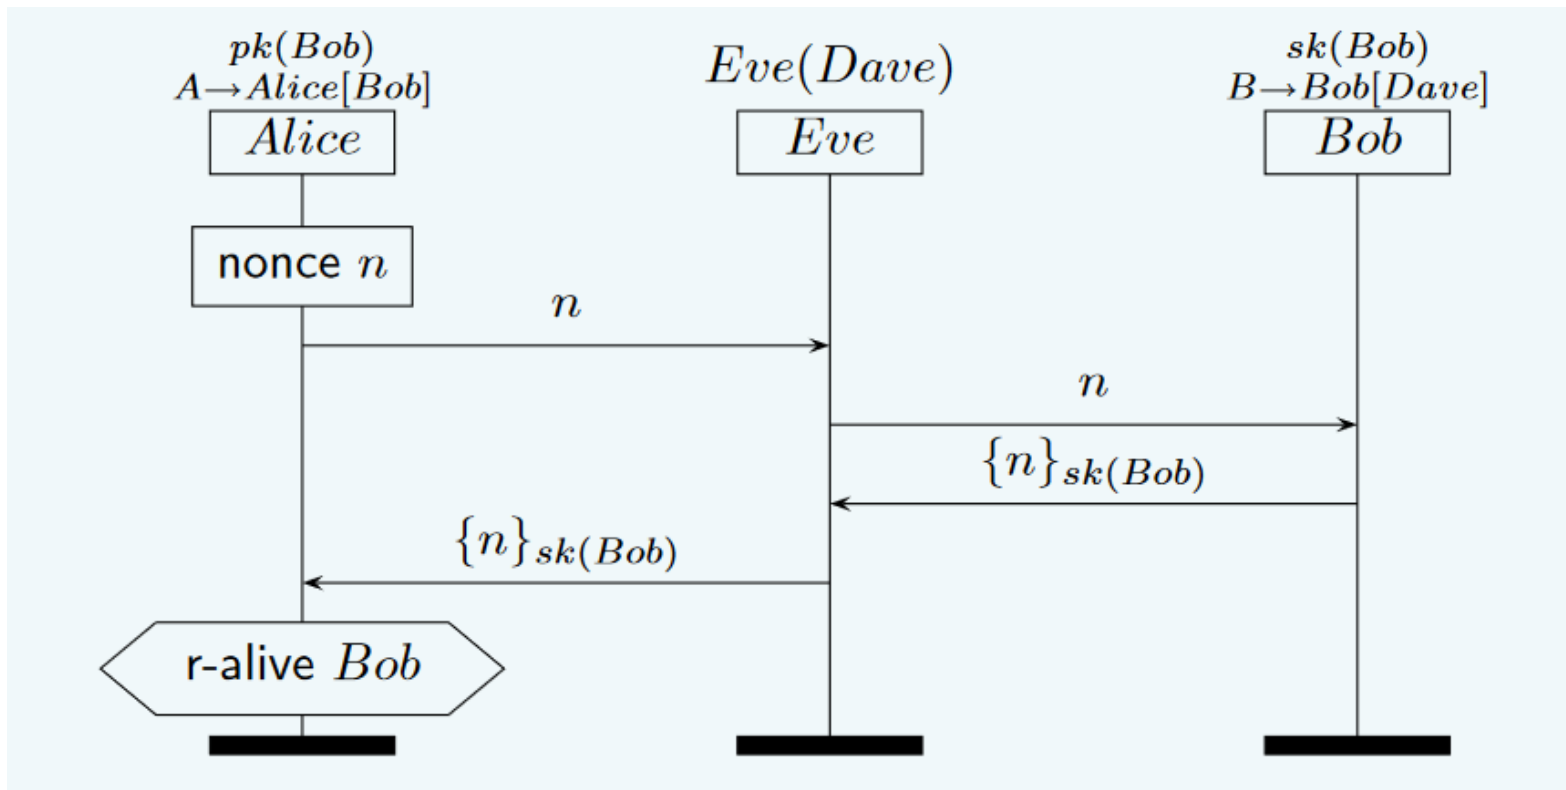 pk(Bob)
A→Alice[Bob]
Alice
Eve(Dave)
Eve
sk(Bob)
B→Bob[Dave]
Bob
nonce n
n
n
{n}sk(Bob)
{n}sk(Bob)
r-alive Bob